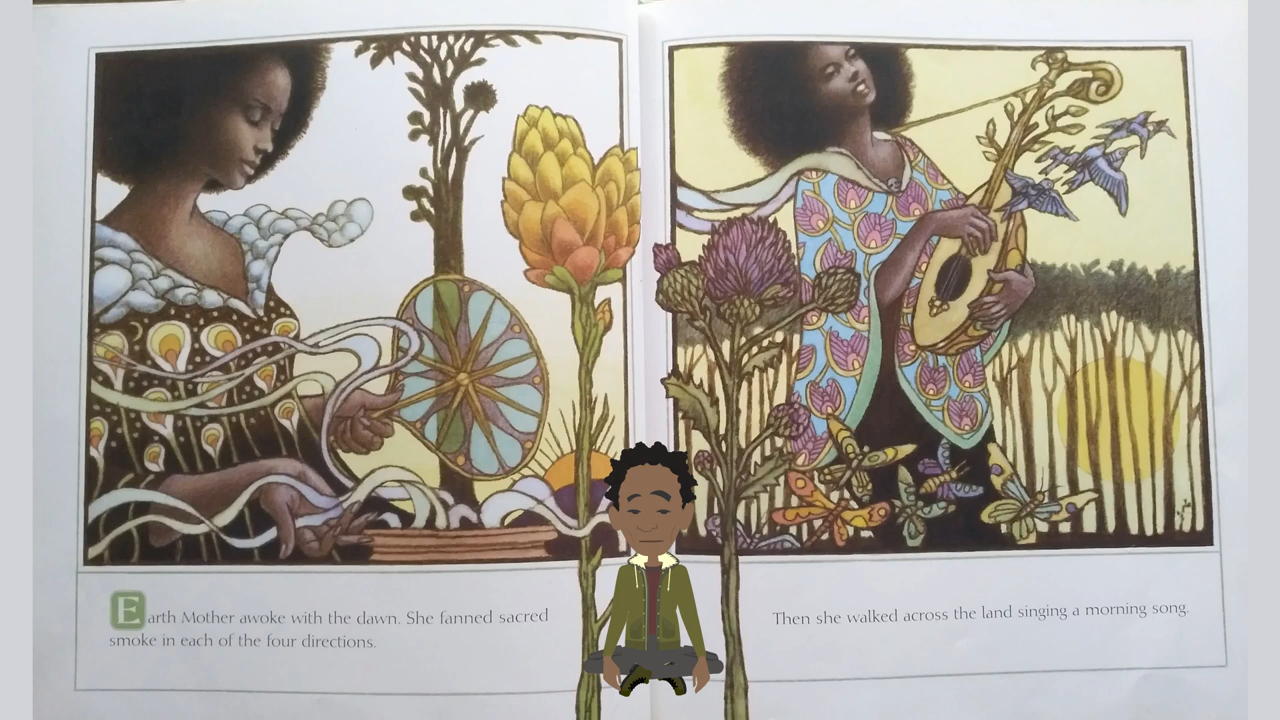 Earth Mother awoke with the dawn. She fanned sacred
smoke in each of the four directions.
Then she walked across the land singing a morning song.